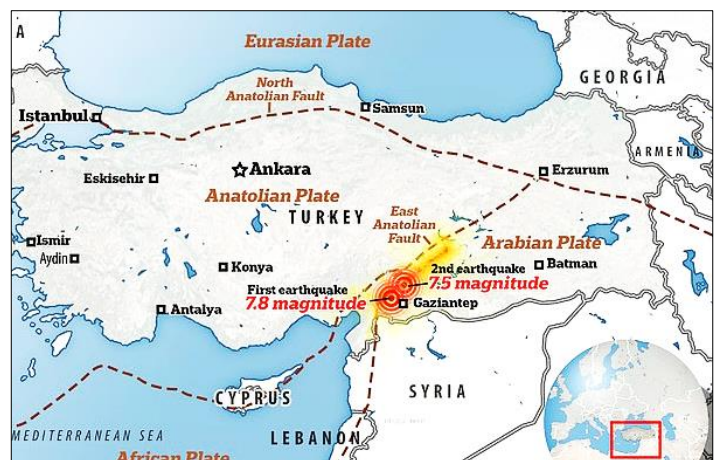 A
Eurasian Plate
GEORGIA
North
Anatolian Fault
Istanbul
Samsun
ARMENIA
Ankara
Erzurum
Eskisehir
Anatolian Plate
TURKEY
East
Anatolian
Fault
Arabian Plate
Ismir
Aydin
Konya
2nd earthquake
7.5 magnitude
Batman
First earthquake
7.8 magnitude
Gaziantep
Antalya
CYPRUS
SYRIA
MEDITERRANEAN SEA
LEBANON
African Plate